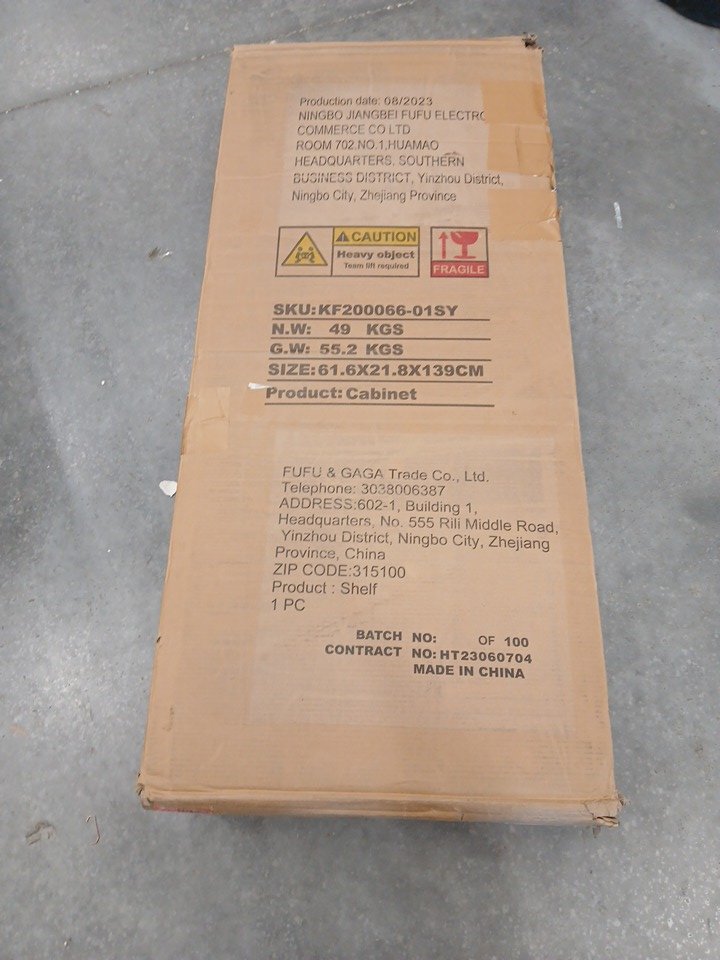 Production date: 08/2023
NINGBO JIANGBEI FUFU ELECTRO
COMMERCE CO LTD
ROOM 702.NO.1,HUAMAO
HEADQUARTERS, SOUTHERN
BUSINESS DISTRICT, Yinzhou District,
Ningbo City, Zhejiang Province
CAUTION
Heavy object
Team lift required
FRAGILE
SKU:KF200066-01SY
N.W: 49 KGS
G.W: 55.2 KGS
SIZE:61.6X21.8X139CM
Product:Cabinet
FUFU & GAGA Trade Co., Ltd.
Telephone: 3038006387
ADDRESS:602-1, Building 1,
Headquarters, No. 555 Rili Middle Road,
Yinzhou District, Ningbo City, Zhejiang
Province, China
ZIP CODE:315100
Product : Shelf
1 PC
BATCH NO: OF 100
CONTRACT NO:HT23060704
MADE IN CHINA